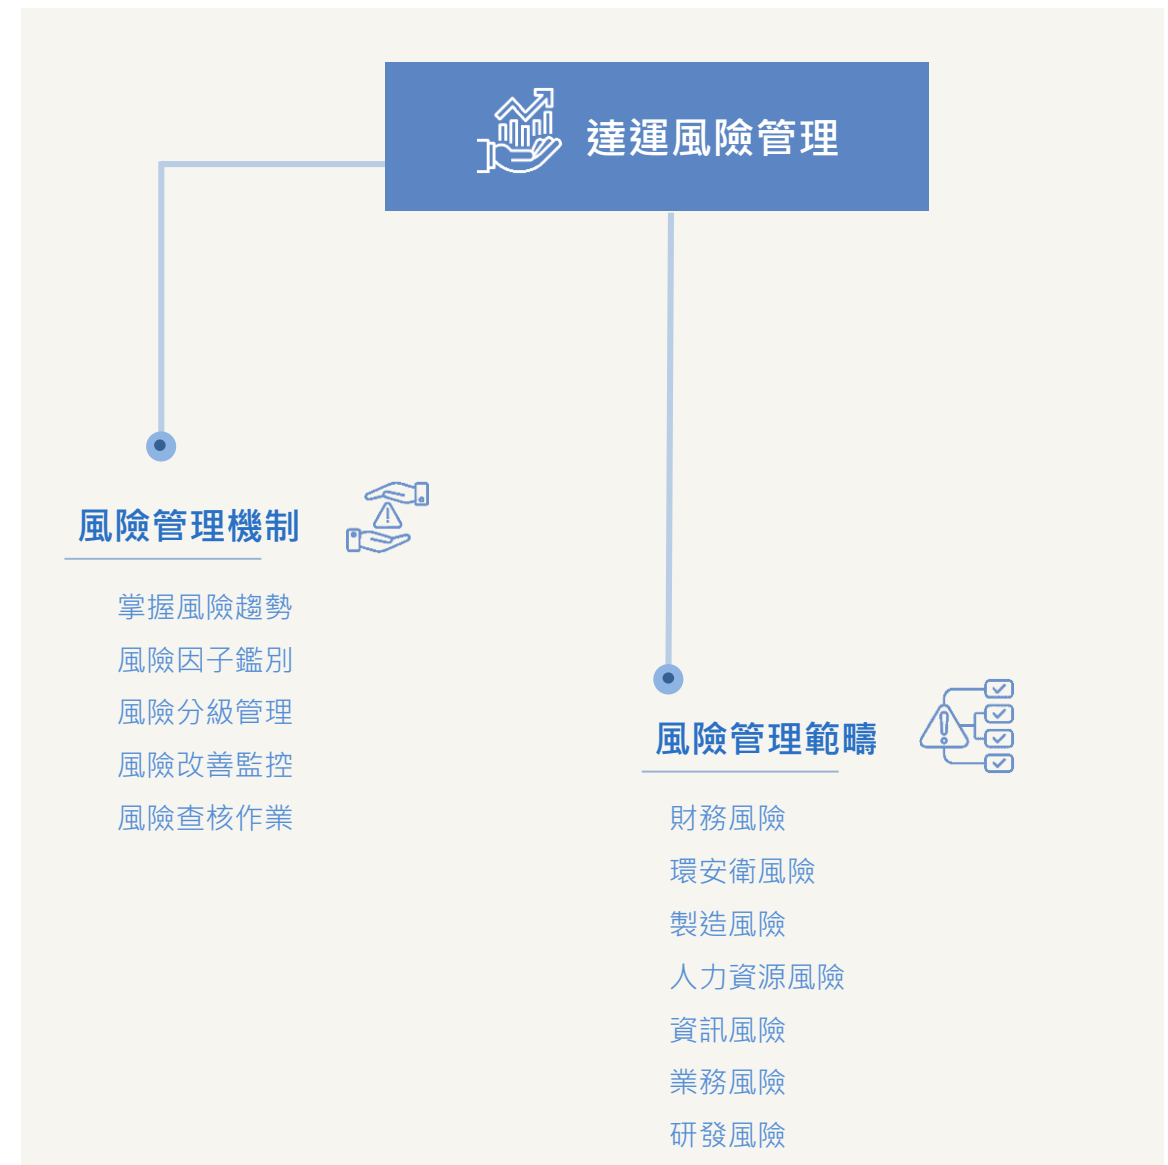 達運風險管理
風險管理機制
掌握風險趨勢
風險因子鑑別
風險分級管理
風險改善監控
風險查核作業
風險管理範疇
財務風險
環安衛風險
製造風險
人力資源風險
資訊風險
業務風險
研發風險